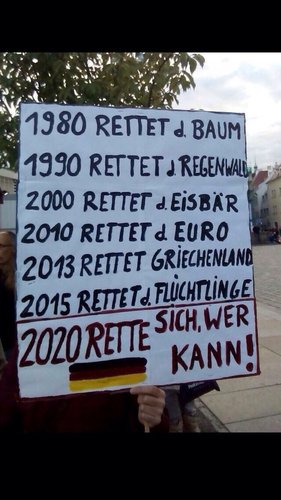 1980 RETTET d. BAUM
1990 RETTET d. REGENWALD
2000 RETTET d. EiSBÄR
2010 RETTET d. EURO
2013 RETTET GRIECHENLAND
2015 RETTET d. FLÜCHTLINGE
2020 RETTE SICH, WER
KANN!